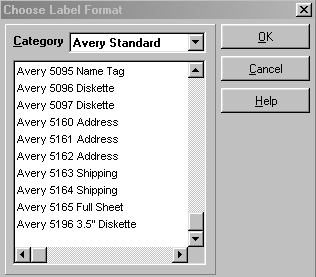 Choose Label Format
Category Avery Standard
OK
Cancel
Help
Avery 5095 Name Tag
Avery 5096 Diskette
Avery 5097 Diskette
Avery 5160 Address
Avery 5161 Address
Avery 5162 Address
Avery 5163 Shipping
Avery 5164 Shipping
Avery 5165 Full Sheet
Avery 5196 3.5" Diskette